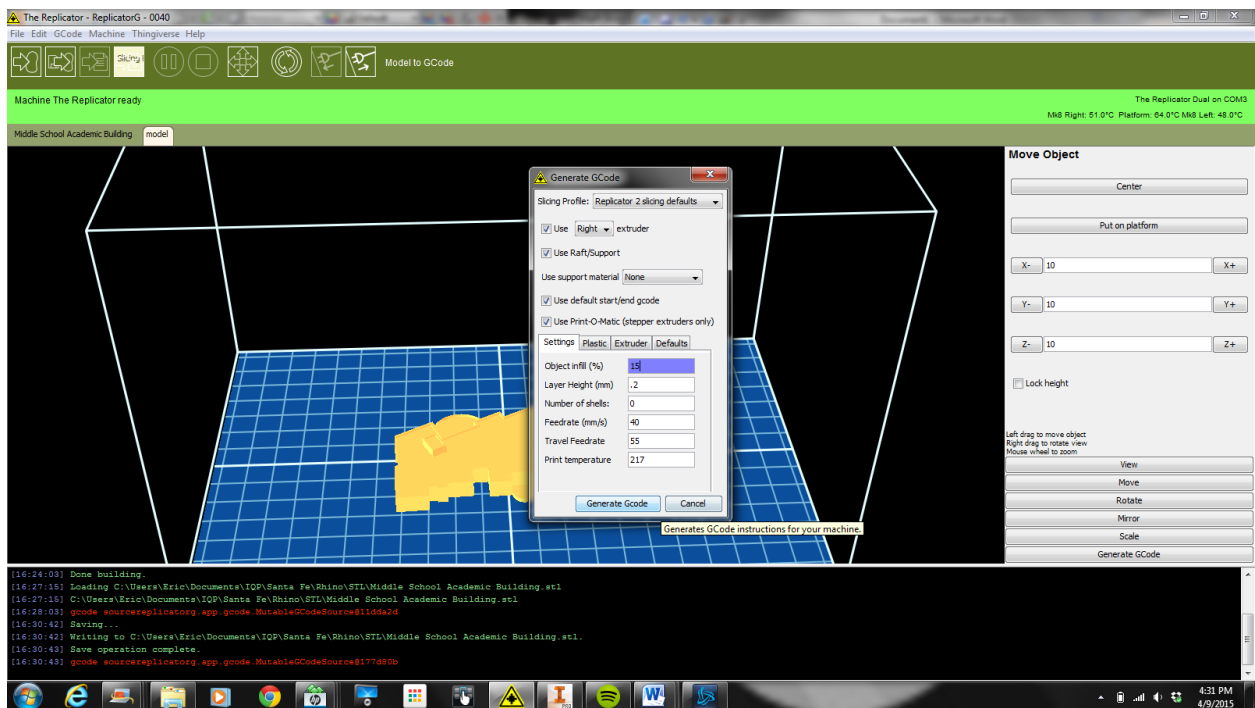 The Replicator - ReplicatorG - 0040
File Edit GCode Machine Thingiverse Help
Model to GCode
Machine The Replicator ready
The Replicator Dual on COM3
Mk8 Right: 51.0°C Platform: 64.0°C Mk8 Left: 48.0°C
Middle School Academic Building model
Generate GCode
Slicing Profile: Replicator 2 slicing defaults
Use Right extruder
Use Raft/Support
Use support material None
Use default start/end gcode
Use Print-O-Matic (stepper extruders only)
Settings Plastic Extruder Defaults
Object infill (%) 15
Layer Height (mm) .2
Number of shells: 0
Feedrate (mm/s) 40
Travel Feedrate 55
Print temperature 217
Generate Gcode Cancel
Generates GCode instructions for your machine.
Move Object
Center
Put on platform
X- 10 X+
Y- 10 Y+
Z- 10 Z+
Lock height
Left drag to move object
Right drag to rotate view
Mouse wheel to zoom
View
Move
Rotate
Mirror
Scale
Generate GCode
[16:24:03] Done building.
[16:27:15] Loading C:\Users\Eric\Documents\IQP\Santa Fe\Rhino\STL\Middle School Academic Building.stl
[16:27:15] C:\Users\Eric\Documents\IQP\Santa Fe\Rhino\STL\Middle School Academic Building.stl
[16:28:03] gcode sourcereplicatorg.app.gcode.MutableGCodeSource@11dda2d
[16:30:42] Saving...
[16:30:42] Writing to C:\Users\Eric\Documents\IQP\Santa Fe\Rhino\STL\Middle School Academic Building.stl.
[16:30:43] Save operation complete.
[16:30:43] gcode sourcereplicatorg.app.gcode.MutableGCodeSource@177d80b
4:31 PM
4/9/2015